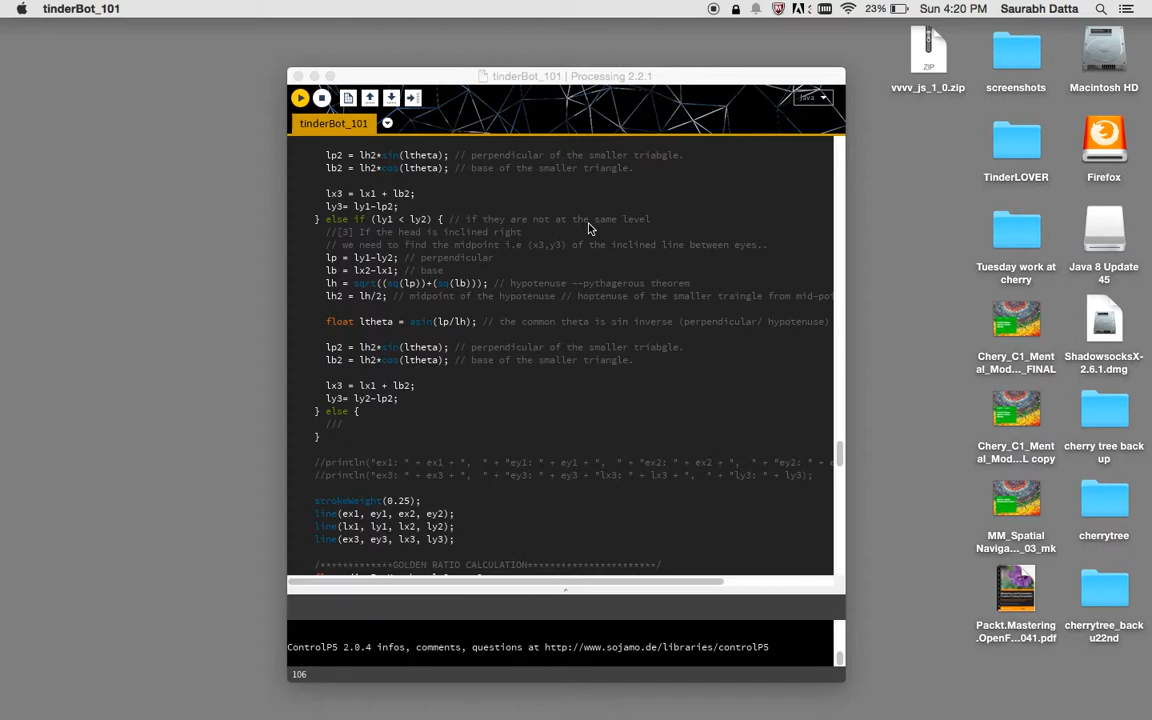 tinderBot_101
23%
Sun 4:20 PM
Saurabh Datta
tinderBot_101 | Processing 2.2.1
Java
tinderBot_101
lp2 = lh2*sin(ltheta); // perpendicular of the smaller triabgle.
lb2 = lh2*cos(ltheta); // base of the smaller triangle.
lx3 = lx1 + lb2;
ly3= ly1-lp2;
} else if (ly1 < ly2) { // if they are not at the same level
//[3] If the head is inclined right
// we need to find the midpoint i.e (x3,y3) of the inclined line between eyes..
lp = ly1-ly2; // perpendicular
lb = lx2-lx1; // base
lh = sqrt((sq(lp))+(sq(lb))); // hypotenuse --pythagerous theorem
lh2 = lh/2; // midpoint of the hypotenuse // hoptenuse of the smaller traingle from mid-poi
float ltheta = asin(lp/lh); // the common theta is sin inverse (perpendicular/ hypotenuse)
lp2 = lh2*sin(ltheta); // perpendicular of the smaller triabgle.
lb2 = lh2*cos(ltheta); // base of the smaller triangle.
lx3 = lx1 + lb2;
ly3= ly2-lp2;
} else {
///
}
//println("ex1: " + ex1 + ", " + "ey1: " + ey1 + ", " + "ex2: " + ex2 + ", " + "ey2: " +
//println("ex3: " + ex3 + ", " + "ey3: " + ey3 + "lx3: " + lx3 + ", " + "ly3: " + ly3);
strokeWeight(0.25);
line(ex1, ey1, ex2, ey2);
line(lx1, ly1, lx2, ly2);
line(ex3, ey3, lx3, ly3);
/*************GOLDEN RATIO CALCULATION************************/
ControlP5 2.0.4 infos, comments, questions at http://www.sojamo.de/libraries/controlP5
106
ZIP
vvvv_js_1_0.zip
screenshots
Macintosh HD
TinderLOVER
Firefox
Tuesday work at
cherry
Java 8 Update
45
Chery_C1_Ment
al_Mod..._FINAL
ShadowsocksX-
2.6.1.dmg
Chery_C1_Ment
al_Mod...L copy
cherry tree back
up
MM_Spatial
Naviga..._03_mk
cherrytree
Packt.Mastering
.OpenF...041.pdf
cherrytree_back
u22nd